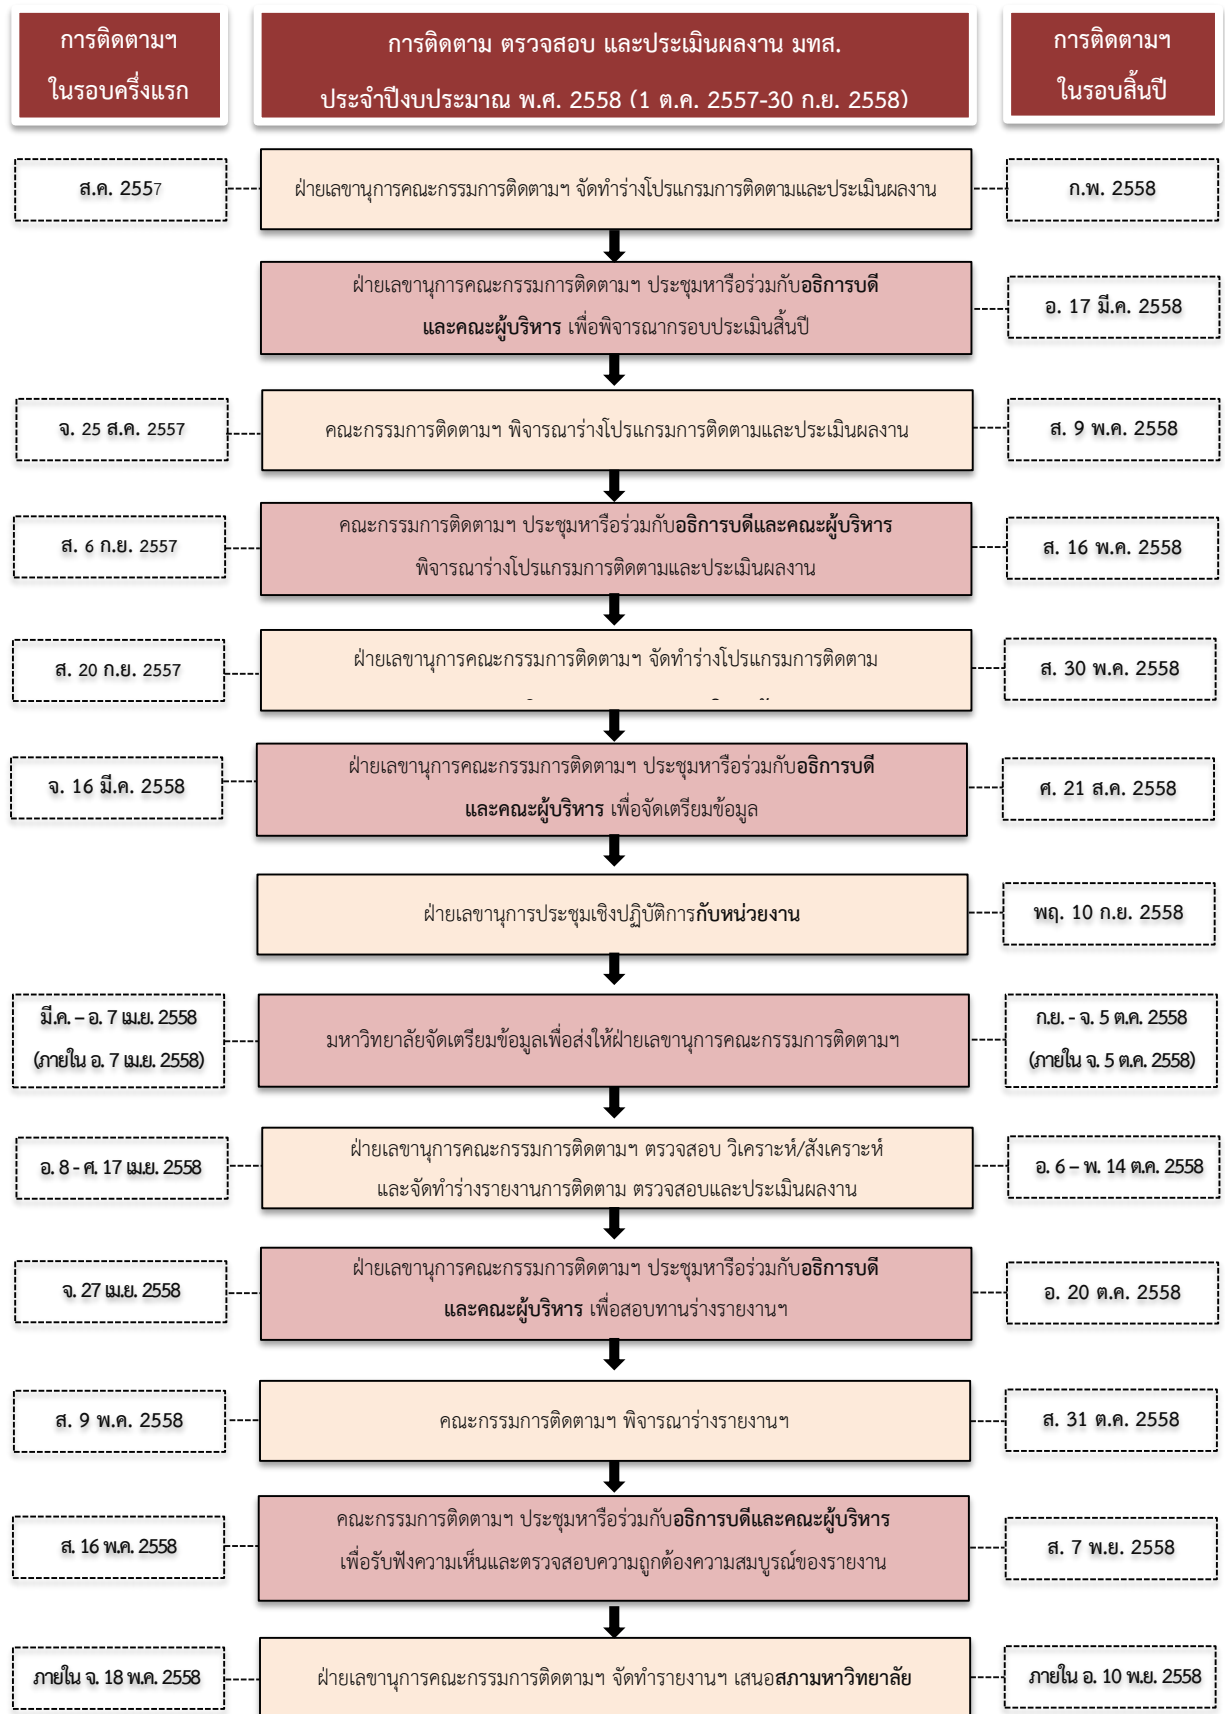 การติดตามฯ
ในรอบครึ่งแรก
การติดตาม ตรวจสอบ และประเมินผลงาน มทส.
ประจำปีงบประมาณ พ.ศ. 2558 (1 ต.ค. 2557-30 ก.ย. 2558)
การติดตามฯ
ในรอบสิ้นปี
ส.ค. 2557
ฝ่ายเลขานุการคณะกรรมการติดตามฯ จัดทำร่างโปรแกรมการติดตามและประเมินผลงาน
ก.พ. 2558
ฝ่ายเลขานุการคณะกรรมการติดตามฯ ประชุมหารือร่วมกับอธิการบดี
และคณะผู้บริหาร เพื่อพิจารณากรอบประเมินสิ้นปี
อ. 17 มี.ค. 2558
จ. 25 ส.ค. 2557
คณะกรรมการติดตามฯ พิจารณาร่างโปรแกรมการติดตามและประเมินผลงาน
ส. 9 พ.ค. 2558
ส. 6 ก.ย. 2557
คณะกรรมการติดตามฯ ประชุมหารือร่วมกับอธิการบดีและคณะผู้บริหาร
พิจารณาร่างโปรแกรมการติดตามและประเมินผลงาน
ส. 16 พ.ค. 2558
ส. 20 ก.ย. 2557
ฝ่ายเลขานุการคณะกรรมการติดตามฯ จัดทำร่างโปรแกรมการติดตาม
ส. 30 พ.ค. 2558
จ. 16 มี.ค. 2558
ฝ่ายเลขานุการคณะกรรมการติดตามฯ ประชุมหารือร่วมกับอธิการบดี
และคณะผู้บริหาร เพื่อจัดเตรียมข้อมูล
ศ. 21 ส.ค. 2558
ฝ่ายเลขานุการประชุมเชิงปฏิบัติการกับหน่วยงาน
พฤ. 10 ก.ย. 2558
มี.ค. – อ. 7 เม.ย. 2558
(ภายใน อ. 7 เม.ย. 2558)
มหาวิทยาลัยจัดเตรียมข้อมูลเพื่อส่งให้ฝ่ายเลขานุการคณะกรรมการติดตามฯ
ก.ย. - จ. 5 ต.ค. 2558
(ภายใน จ. 5 ต.ค. 2558)
อ. 8 - ศ. 17 เม.ย. 2558
ฝ่ายเลขานุการคณะกรรมการติดตามฯ ตรวจสอบ วิเคราะห์/สังเคราะห์
และจัดทำร่างรายงานการติดตาม ตรวจสอบและประเมินผลงาน
อ. 6 – พ. 14 ต.ค. 2558
จ. 27 เม.ย. 2558
ฝ่ายเลขานุการคณะกรรมการติดตามฯ ประชุมหารือร่วมกับอธิการบดี
และคณะผู้บริหาร เพื่อสอบทานร่างรายงานฯ
อ. 20 ต.ค. 2558
ส. 9 พ.ค. 2558
คณะกรรมการติดตามฯ พิจารณาร่างรายงานฯ
ส. 31 ต.ค. 2558
ส. 16 พ.ค. 2558
คณะกรรมการติดตามฯ ประชุมหารือร่วมกับอธิการบดีและคณะผู้บริหาร
เพื่อรับฟังความเห็นและตรวจสอบความถูกต้องความสมบูรณ์ของรายงาน
ส. 7 พ.ย. 2558
ภายใน จ. 18 พ.ค. 2558
ฝ่ายเลขานุการคณะกรรมการติดตามฯ จัดทำรายงานฯ เสนอสภามหาวิทยาลัย
ภายใน อ. 10 พ.ย. 2558